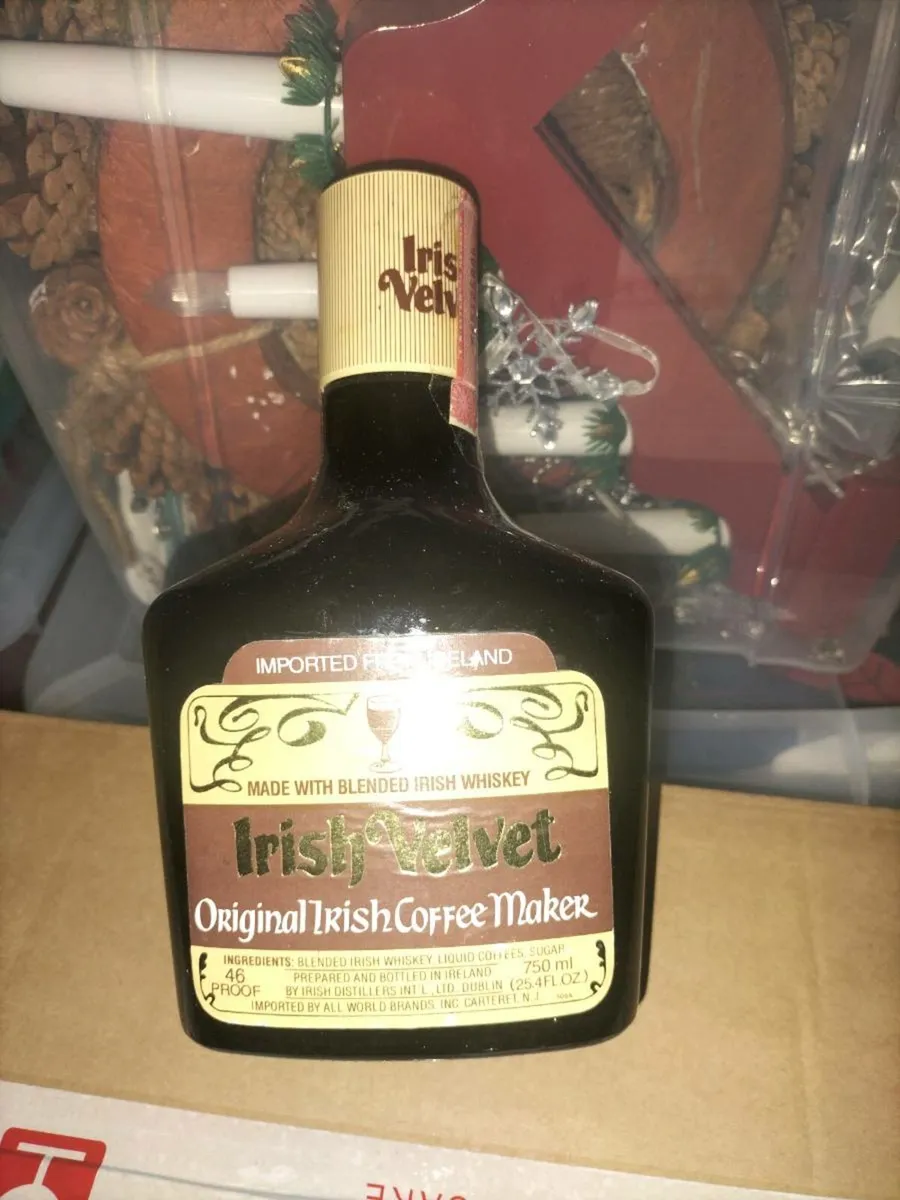 Iris
Velv
IMPORTED FROM IRELAND
MADE WITH BLENDED IRISH WHISKEY
Irish Velvet
Original Irish Coffee Maker
INGREDIENTS: BLENDED IRISH WHISKEY, LIQUID COFFEES, SUGAR
46
PROOF
PREPARED AND BOTTLED IN IRELAND
BY IRISH DISTILLERS INT'L., LTD. DUBLIN
750 ml
(25.4 FL. OZ.)
IMPORTED BY ALL WORLD BRANDS, INC. CARTERET, N.J.